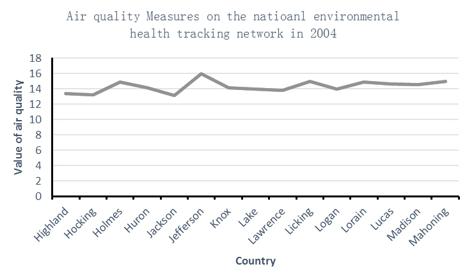 Air quality Measures on the natioanl environmental
health tracking network in 2004
Value of air quality
18
16
14
12
10
8
6
4
2
0
Highland
Hocking
Holmes
Huron
Jackson
Jefferson
Knox
Lake
Lawrence
Licking
Logan
Lorain
Lucas
Madison
Mahoning
Country